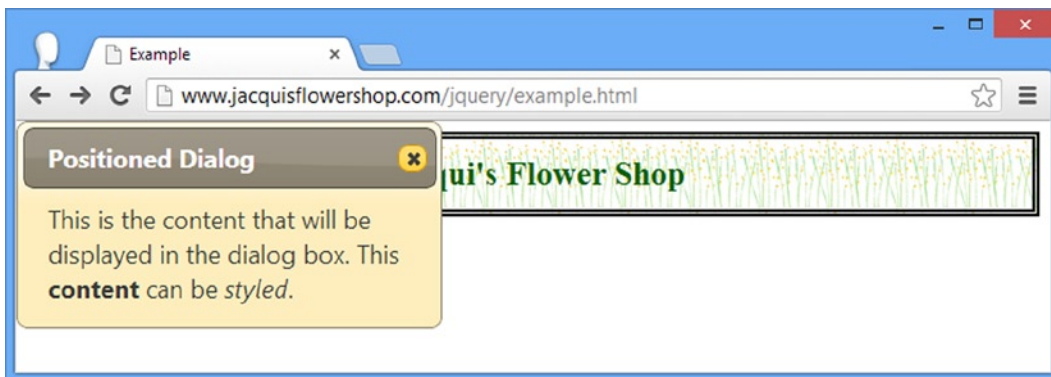 Example
www.jacquisflowershop.com/jquery/example.html
Positioned Dialog
qui's Flower Shop
This is the content that will be
displayed in the dialog box. This
content can be styled.